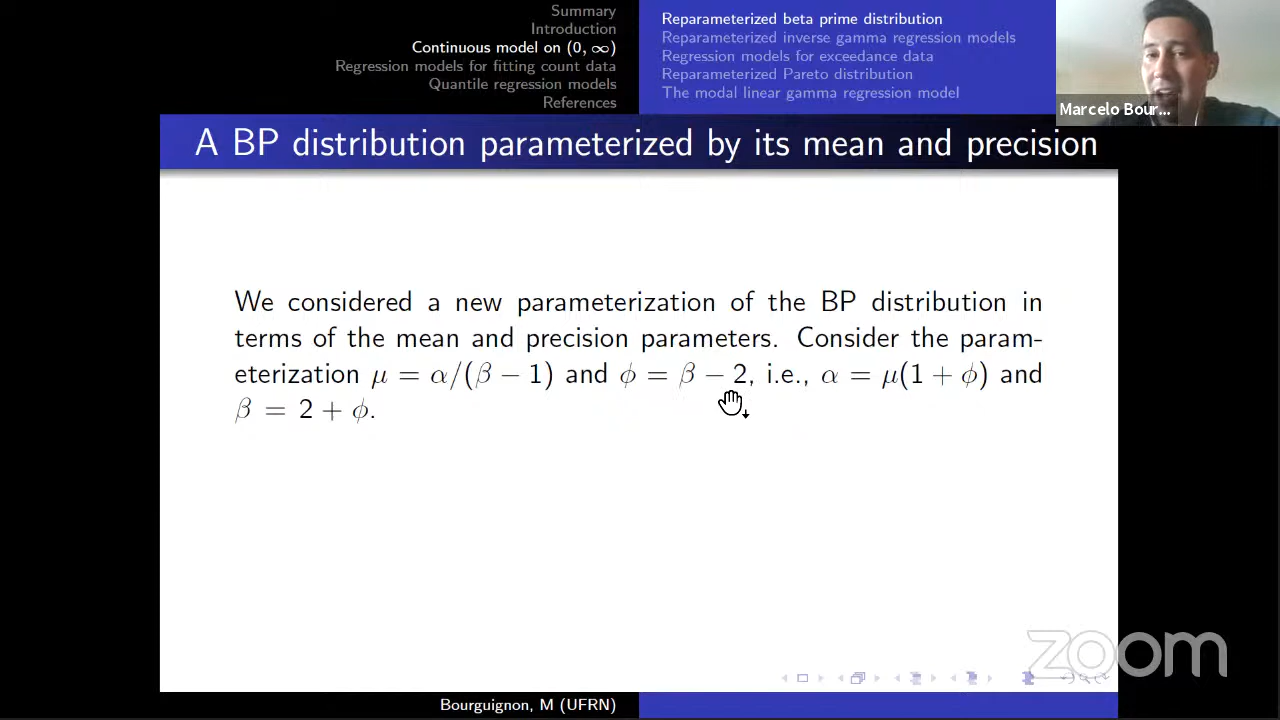 Summary
Introduction
Continuous model on (0, ∞)
Regression models for fitting count data
Quantile regression models
References
Reparameterized beta prime distribution
Reparameterized inverse gamma regression models
Regression models for exceedance data
Reparameterized Pareto distribution
The modal linear gamma regression model
Marcelo Bour...
A BP distribution parameterized by its mean and precision
We considered a new parameterization of the BP distribution in
terms of the mean and precision parameters. Consider the param-
eterization μ = α/(β − 1) and ϕ = β − 2, i.e., α = μ(1 + ϕ) and
β = 2 + ϕ.
zoom
Bourguignon, M (UFRN)